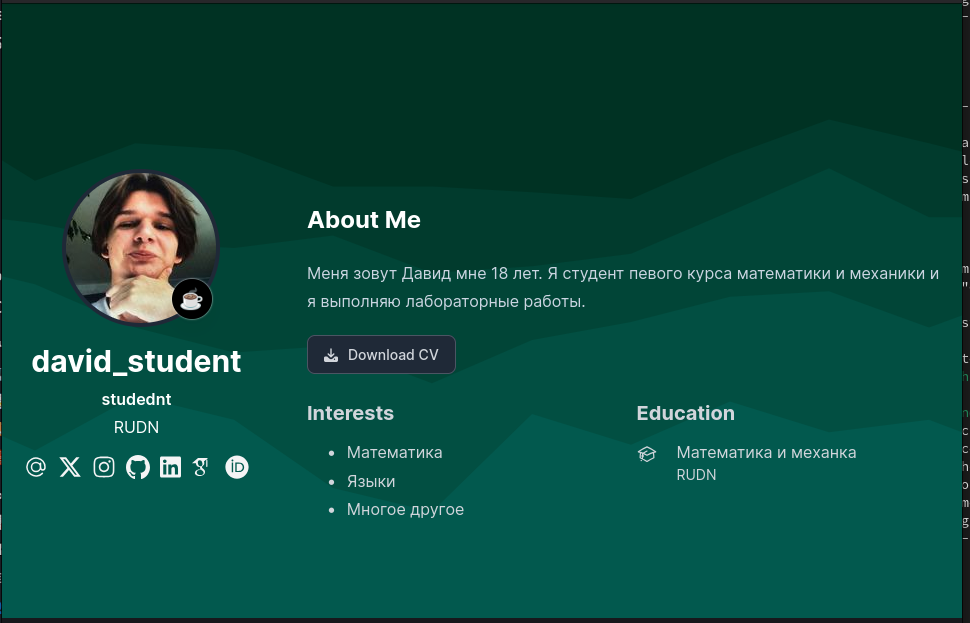 david_student
studednt
RUDN
About Me
Меня зовут Давид мне 18 лет. Я студент певого курса математики и механики и
я выполняю лабораторные работы.
Download CV
Interests
Математика
Языки
Многое другое
Education
Математика и механка
RUDN